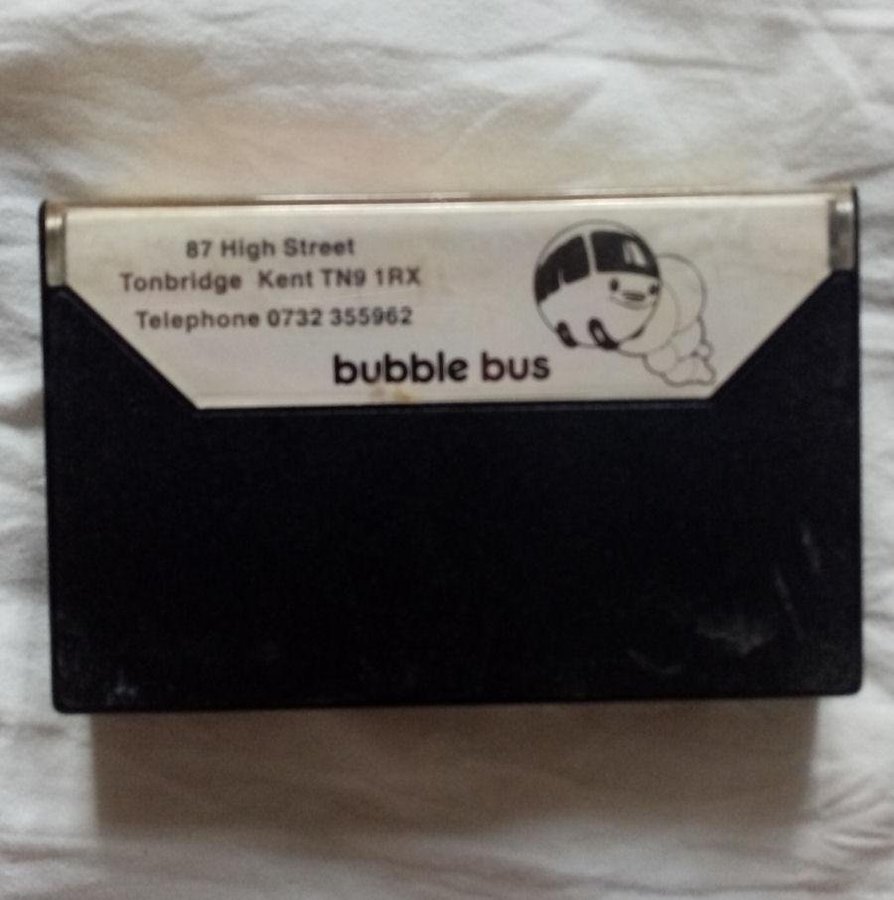 87 High Street
Tonbridge Kent TN9 1RX
Telephone 0732 355962
bubble bus